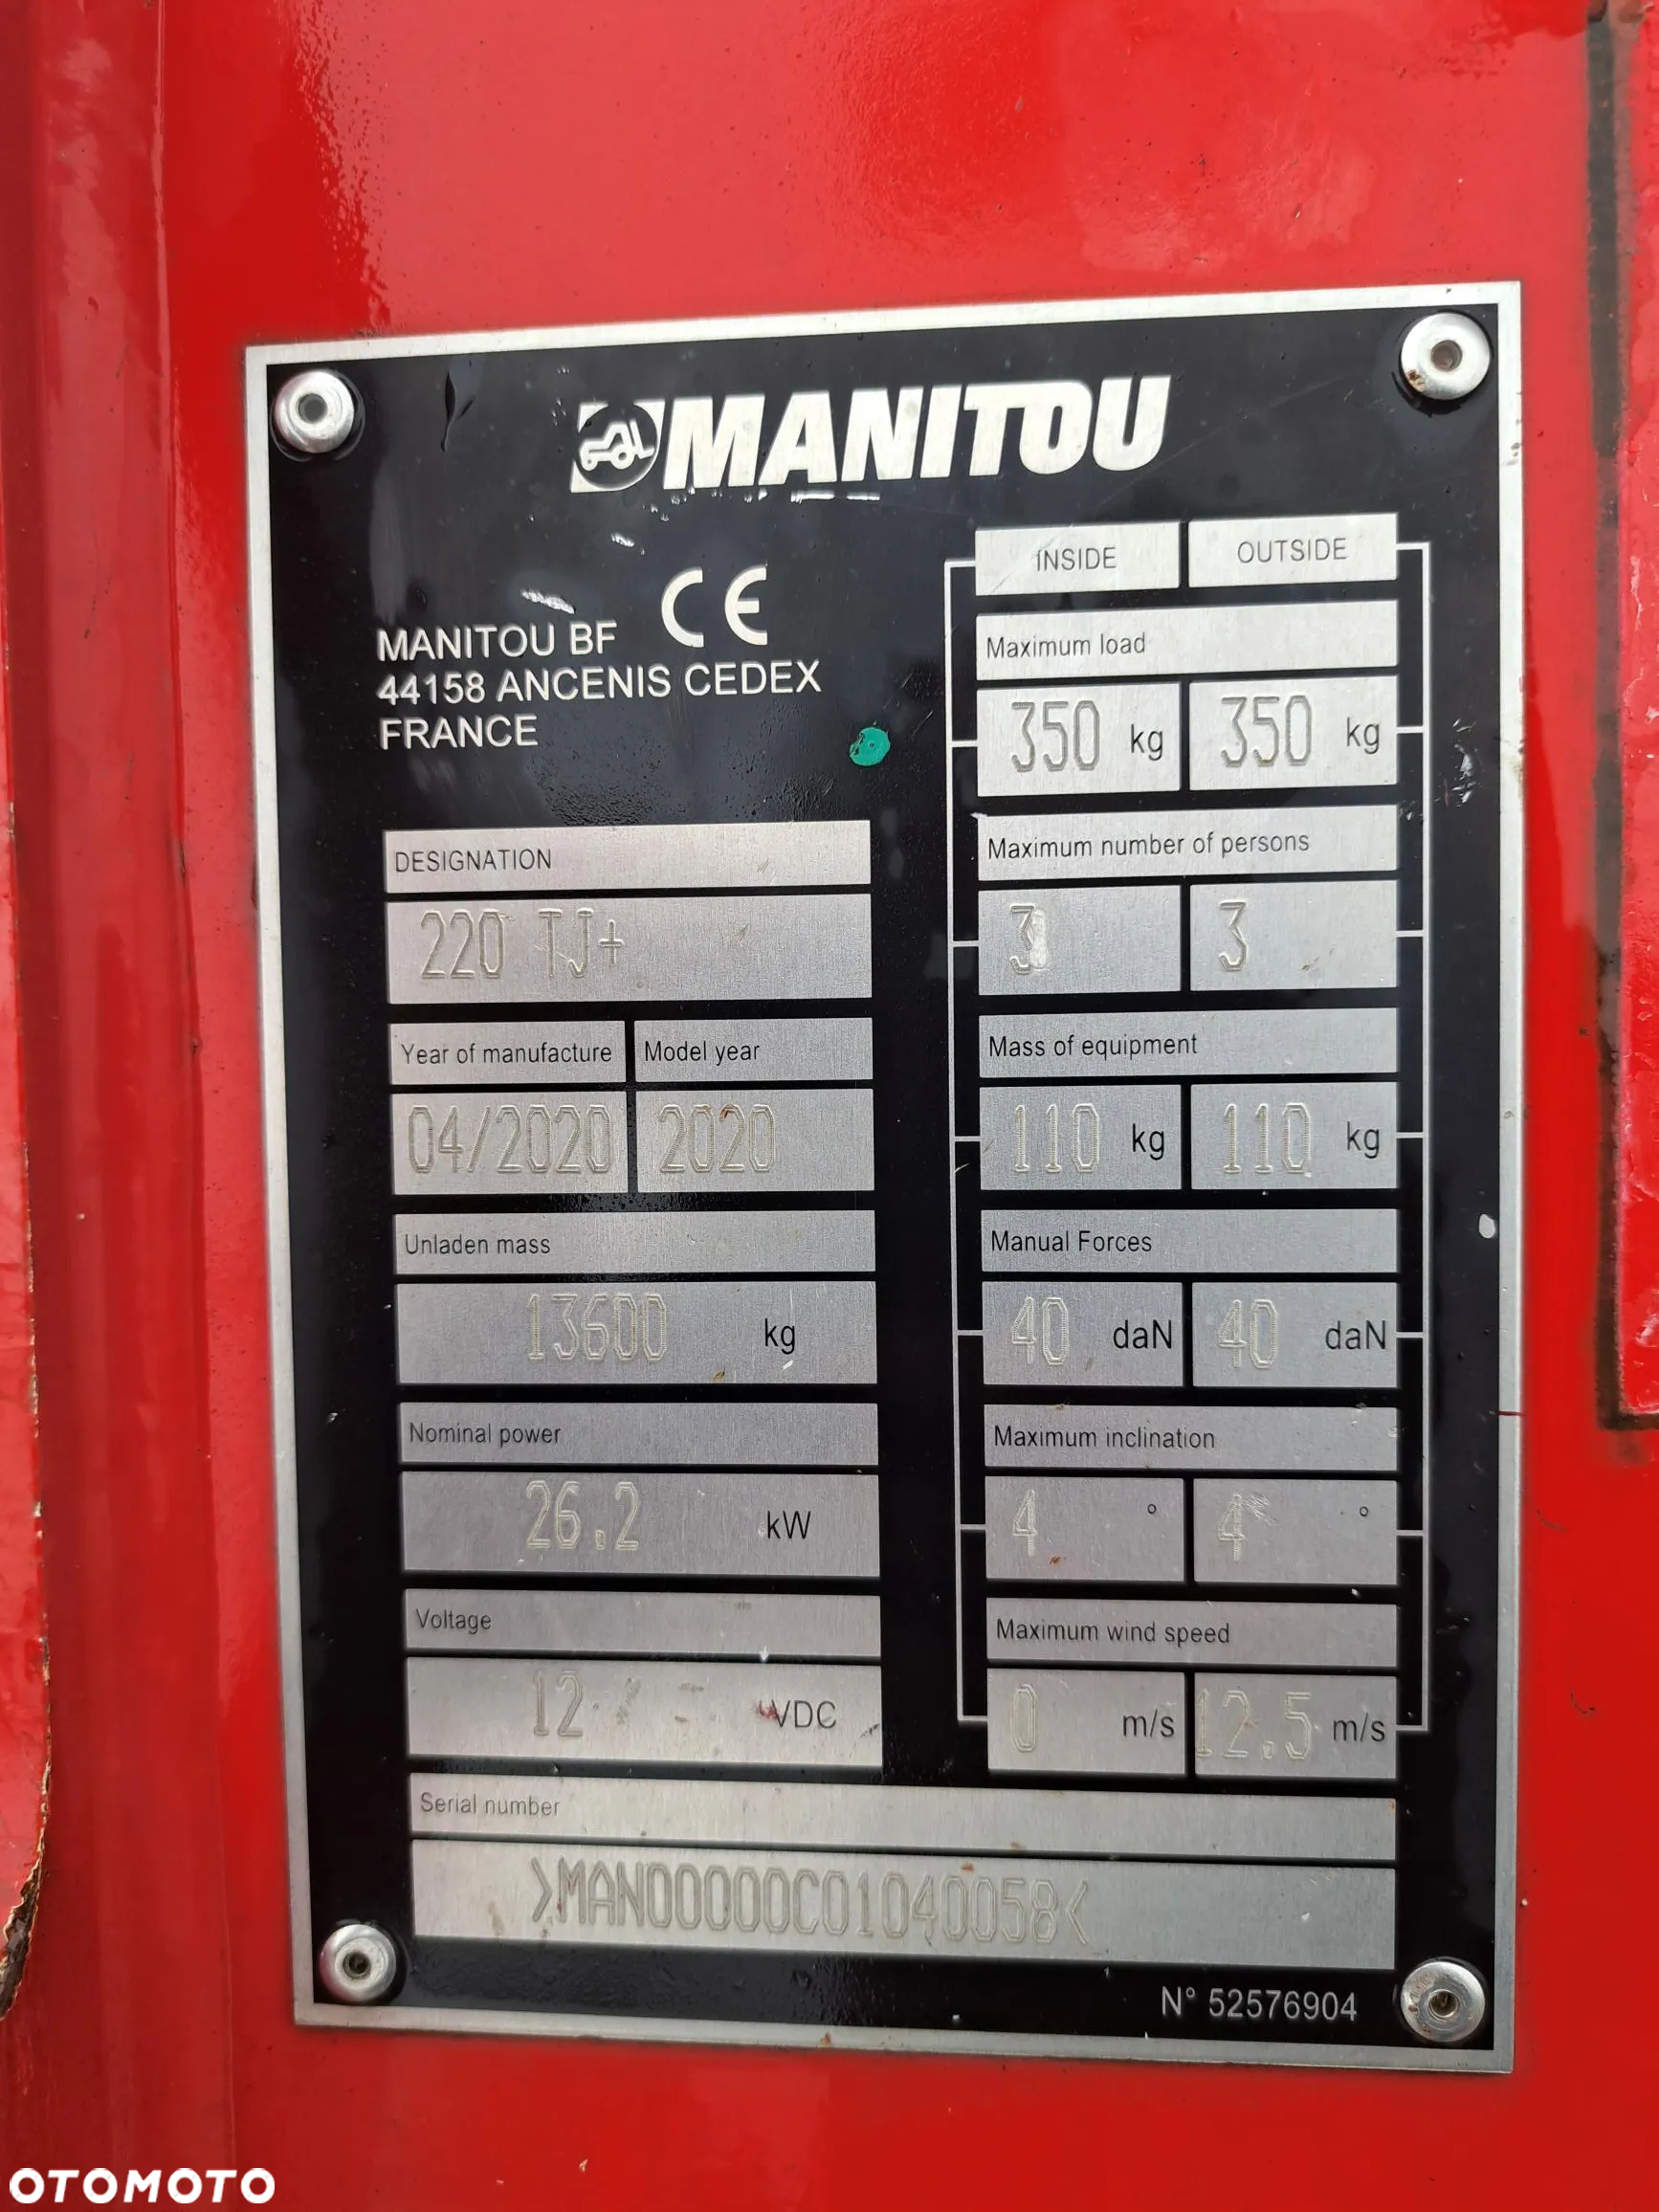 MANITOU
CE
MANITOU BF
44158 ANCENIS CEDEX
FRANCE
DESIGNATION
220 TJ+
Year of manufacture Model year
04/2020 2020
Unladen mass
13600 kg
Nominal power
26.2 kW
Voltage
12 VDC
INSIDE OUTSIDE
Maximum load
350 kg 350 kg
Maximum number of persons
3 3
Mass of equipment
110 kg 110 kg
Manual Forces
40 daN 40 daN
Maximum inclination
4 ° 4 °
Maximum wind speed
0 m/s 12.5 m/s
Serial number
>MAN00000C01040058<
N° 52576904
OTOMOTO